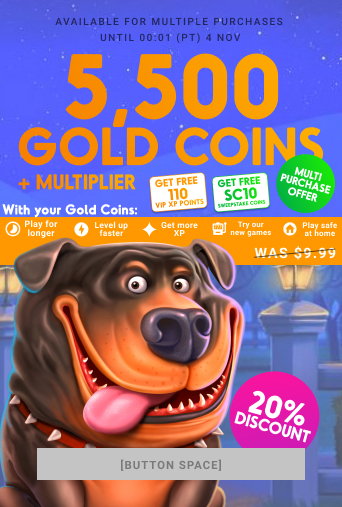 AVAILABLE FOR MULTIPLE PURCHASES
UNTIL 00:01 (PT) 4 NOV
5,500
GOLD COINS
+ MULTIPLIER
GET FREE
110
VIP XP POINTS
GET FREE
SC10
SWEEPSTAKE COINS
MULTI
PURCHASE
OFFER
With your Gold Coins:
Play for
longer
Level up
faster
Get more
XP
Try our
new games
Play safe
at home
WAS $9.99
20%
DISCOUNT
[BUTTON SPACE]